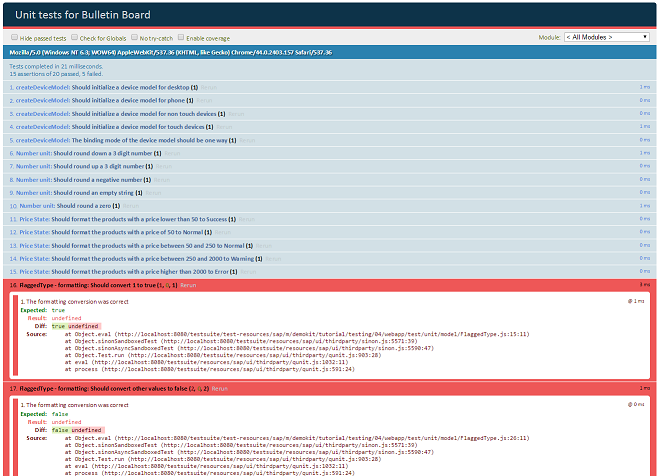 Unit tests for Bulletin Board
Hide passed tests Check for Globals No try-catch Enable coverage Module: < All Modules >
Mozilla/5.0 (Windows NT 6.3; WOW64) AppleWebKit/537.36 (KHTML, like Gecko) Chrome/44.0.2403.157 Safari/537.36
Tests completed in 21 milliseconds.
15 assertions of 20 passed, 5 failed.
1. createDeviceModel: Should initialize a device model for desktop (1) Rerun 1 ms
2. createDeviceModel: Should initialize a device model for phone (1) Rerun 0 ms
3. createDeviceModel: Should initialize a device model for non touch devices (1) Rerun 0 ms
4. createDeviceModel: Should initialize a device model for touch devices (1) Rerun 1 ms
5. createDeviceModel: The binding mode of the device model should be one way (1) Rerun 0 ms
6. Number unit: Should round down a 3 digit number (1) Rerun 1 ms
7. Number unit: Should round up a 3 digit number (1) Rerun 0 ms
8. Number unit: Should round a negative number (1) Rerun 0 ms
9. Number unit: Should round an empty string (1) Rerun 0 ms
10. Number unit: Should round a zero (1) Rerun 1 ms
11. Price State: Should format the products with a price lower than 50 to Success (1) Rerun 0 ms
12. Price State: Should format the products with a price of 50 to Normal (1) Rerun 0 ms
13. Price State: Should format the products with a price between 50 and 250 to Normal (1) Rerun 0 ms
14. Price State: Should format the products with a price between 250 and 2000 to Warning (1) Rerun 0 ms
15. Price State: Should format the products with a price higher than 2000 to Error (1) Rerun 0 ms
16. FlaggedType - formatting: Should convert 1 to true (1, 0, 1) Rerun 3 ms
1. The formatting conversion was correct @ 1 ms
Expected: true
Result: undefined
Diff: true undefined
Source: at Object.eval (http://localhost:8080/testsuite/test-resources/sap/m/demokit/tutorial/testing/04/webapp/test/unit/model/FlaggedType.js:15:11)
at Object.sinonSandboxedTest (http://localhost:8080/testsuite/resources/sap/ui/thirdparty/sinon.js:5571:39)
at Object.sinonAsyncSandboxedTest (http://localhost:8080/testsuite/resources/sap/ui/thirdparty/sinon.js:5590:47)
at Object.Test.run (http://localhost:8080/testsuite/resources/sap/ui/thirdparty/qunit.js:903:28)
at eval (http://localhost:8080/testsuite/resources/sap/ui/thirdparty/qunit.js:1032:11)
at process (http://localhost:8080/testsuite/resources/sap/ui/thirdparty/qunit.js:591:24)
17. FlaggedType - formatting: Should convert other values to false (2, 0, 2) Rerun 1 ms
1. The formatting conversion was correct @ 0 ms
Expected: false
Result: undefined
Diff: false undefined
Source: at Object.eval (http://localhost:8080/testsuite/test-resources/sap/m/demokit/tutorial/testing/04/webapp/test/unit/model/FlaggedType.js:26:11)
at Object.sinonSandboxedTest (http://localhost:8080/testsuite/resources/sap/ui/thirdparty/sinon.js:5571:39)
at Object.sinonAsyncSandboxedTest (http://localhost:8080/testsuite/resources/sap/ui/thirdparty/sinon.js:5590:47)
at Object.Test.run (http://localhost:8080/testsuite/resources/sap/ui/thirdparty/qunit.js:903:28)
at eval (http://localhost:8080/testsuite/resources/sap/ui/thirdparty/qunit.js:1032:11)
at process (http://localhost:8080/testsuite/resources/sap/ui/thirdparty/qunit.js:591:24)